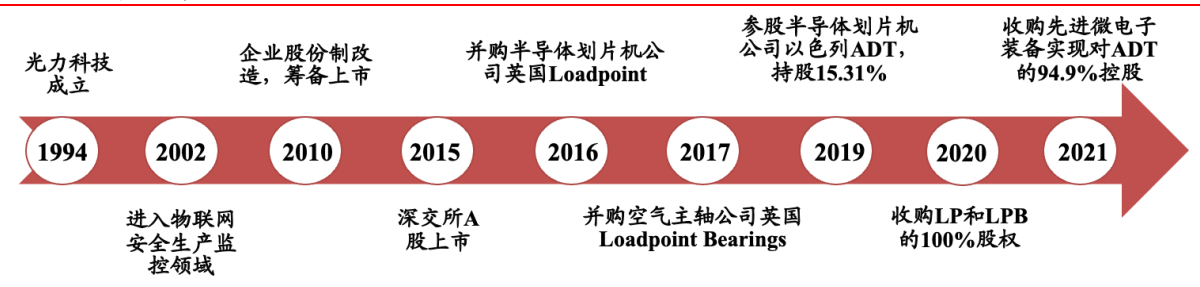 光力科技
成立
企业股份制改
造，筹备上市
并购半导体划片机公
司英国Loadpoint
参股半导体划片机
公司以色列ADT，
持股15.31%
收购先进微电子
装备实现对ADT
的94.9%控股
1994
2002
2010
2015
2016
2017
2019
2020
2021
进入物联网
安全生产监
控领域
深交所A
股上市
并购空气主轴公司英国
Loadpoint Bearings
收购LP和LPB
的100%股权